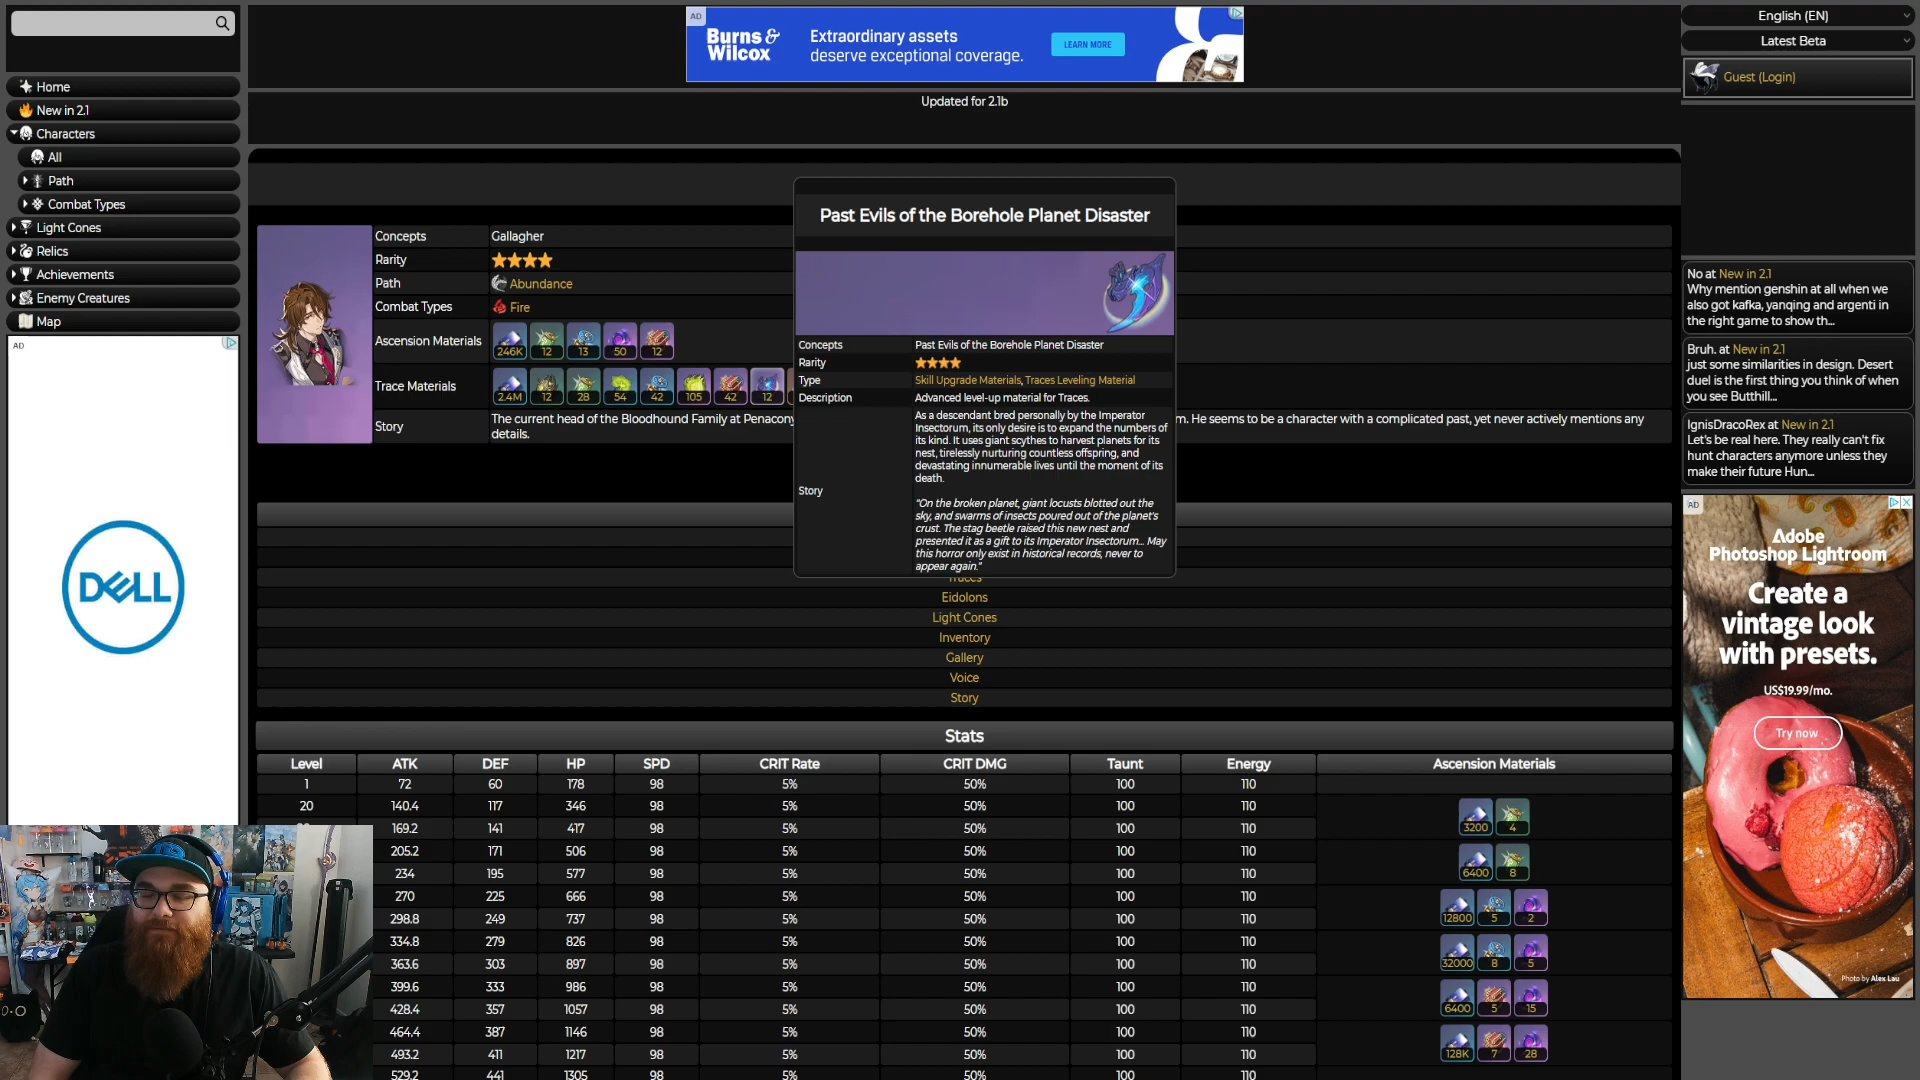 AD
Burns & Wilcox
Extraordinary assets
deserve exceptional coverage.
LEARN MORE
English (EN)
Latest Beta
Guest (Login)
Updated for 2.1b
Home
New in 2.1
Characters
All
Path
Combat Types
Light Cones
Relics
Achievements
Enemy Creatures
Map
AD
DELL
Concepts Gallagher
Rarity
Path Abundance
Combat Types Fire
Ascension Materials 246K 12 13 50 12
Trace Materials 2.4M 12 28 54 42 105 42 12
Story The current head of the Bloodhound Family at Penacony
m. He seems to be a character with a complicated past, yet never actively mentions any
details.
Past Evils of the Borehole Planet Disaster
Concepts Past Evils of the Borehole Planet Disaster
Rarity
Type Skill Upgrade Materials, Traces Leveling Material
Description Advanced level-up material for Traces.
Story
As a descendant bred personally by the Imperator
Insectorum, its only desire is to expand the numbers of
its kind. It uses giant scythes to harvest planets for its
nest, tirelessly nurturing countless offspring, and
devastating innumerable lives until the moment of its
death.
"On the broken planet, giant locusts blotted out the
sky, and swarms of insects poured out of the planet's
crust. The stag beetle raised this new nest and
presented it as a gift to its Imperator Insectorum... May
this horror only exist in historical records, never to
appear again."
Traces
Eidolons
Light Cones
Inventory
Gallery
Voice
Story
Stats
Level ATK DEF HP SPD CRIT Rate CRIT DMG Taunt Energy Ascension Materials
1 72 60 178 98 5% 50% 100 110
20 140.4 117 346 98 5% 50% 100 110 3200 4
169.2 141 417 98 5% 50% 100 110
205.2 171 506 98 5% 50% 100 110 6400 8
234 195 577 98 5% 50% 100 110
270 225 666 98 5% 50% 100 110 12800 5 2
298.8 249 737 98 5% 50% 100 110
334.8 279 826 98 5% 50% 100 110 32000 8 5
363.6 303 897 98 5% 50% 100 110
399.6 333 986 98 5% 50% 100 110 6400 5 15
428.4 357 1057 98 5% 50% 100 110
464.4 387 1146 98 5% 50% 100 110 128K 7 28
493.2 411 1217 98 5% 50% 100 110
529.2 441 1305 98 5% 50% 100 110
No at New in 2.1
Why mention genshin at all when we
also got kafka, yanqing and argenti in
the right game to show th...
Bruh. at New in 2.1
just some similarities in design. Desert
duel is the first thing you think of when
you see Butthill...
IgnisDracoRex at New in 2.1
Let's be real here. They really can't fix
hunt characters anymore unless they
make their future Hun...
AD
Adobe
Photoshop Lightroom
Create a
vintage look
with presets.
US$19.99/mo.
Try now
Photo by Alex Lau